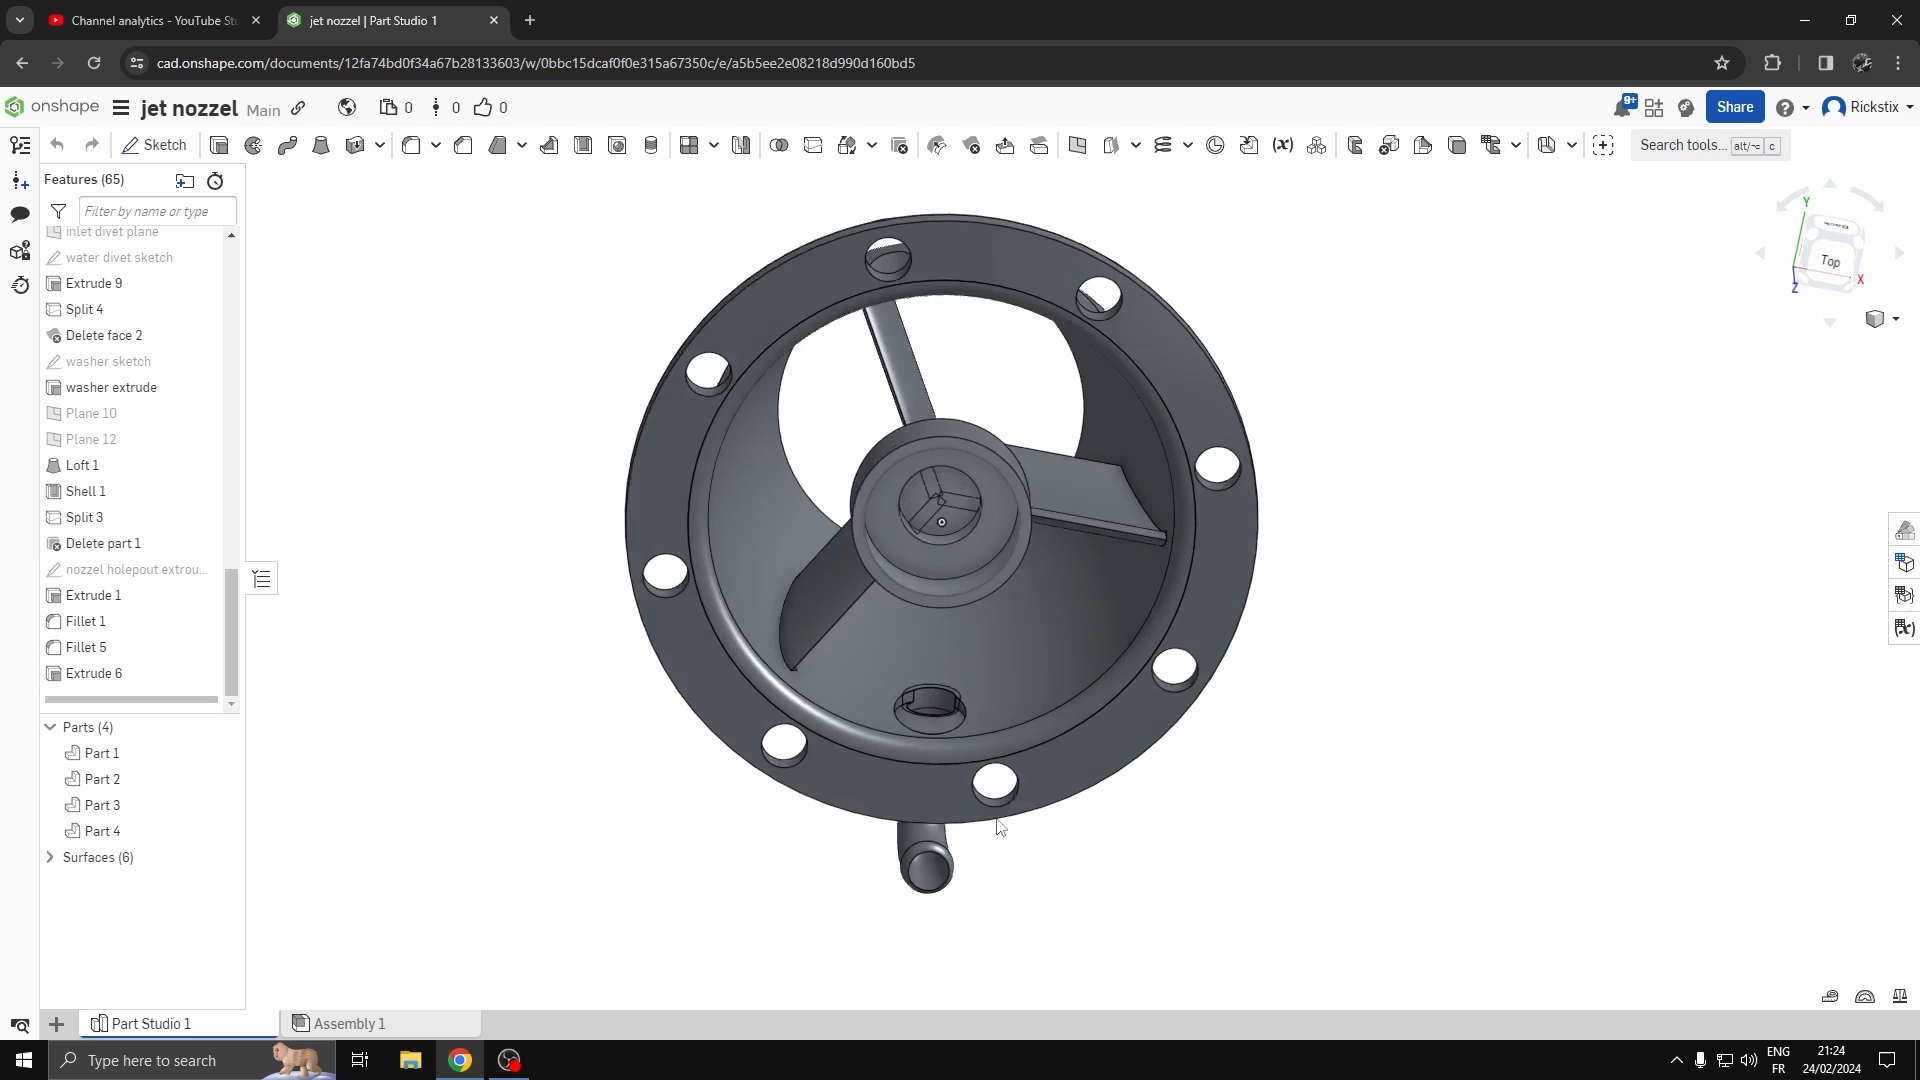 Channel analytics - YouTube Stu
jet nozzel | Part Studio 1
cad.onshape.com/documents/12fa74bd0f34a67b28133603/w/0bbc15dcaf0f0e315a67350c/e/a5b5ee2e08218d990d160bd5
onshape
jet nozzel Main
0 0 0
9+
Share
Rickstix
Sketch
Search tools... alt/⌥ c
Features (65)
Filter by name or type
inlet divet plane
water divet sketch
Extrude 9
Split 4
Delete face 2
washer sketch
washer extrude
Plane 10
Plane 12
Loft 1
Shell 1
Split 3
Delete part 1
nozzel holepout extrou...
Extrude 1
Fillet 1
Fillet 5
Extrude 6
Parts (4)
Part 1
Part 2
Part 3
Part 4
Surfaces (6)
Y
Top
X
Z
(x)
(x)
Part Studio 1
Assembly 1
Type here to search
ENG
FR
21:24
24/02/2024